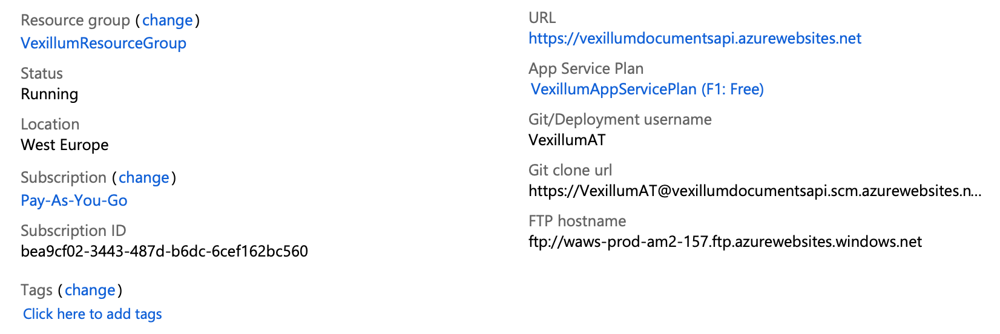 Resource group (change)
VexillumResourceGroup
Status
Running
Location
West Europe
Subscription (change)
Pay-As-You-Go
Subscription ID
bea9cf02-3443-487d-b6dc-6cef162bc560
Tags (change)
Click here to add tags
URL
https://vexillumdocumentsapi.azurewebsites.net
App Service Plan
VexillumAppServicePlan (F1: Free)
Git/Deployment username
VexillumAT
Git clone url
https://VexillumAT@vexillumdocumentsapi.scm.azurewebsites.n...
FTP hostname
ftp://waws-prod-am2-157.ftp.azurewebsites.windows.net